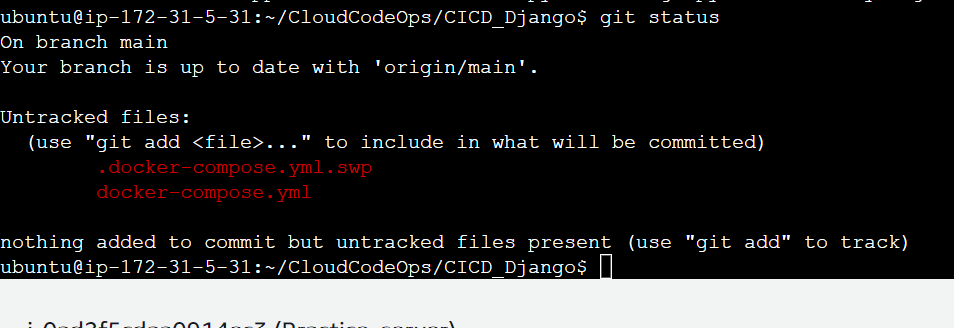 ubuntu@ip-172-31-5-31:~/CloudCodeOps/CICD_Django$ git status
On branch main
Your branch is up to date with 'origin/main'.
Untracked files:
(use "git add <file>..." to include in what will be committed)
.docker-compose.yml.swp
docker-compose.yml
nothing added to commit but untracked files present (use "git add" to track)
ubuntu@ip-172-31-5-31:~/CloudCodeOps/CICD_Django$